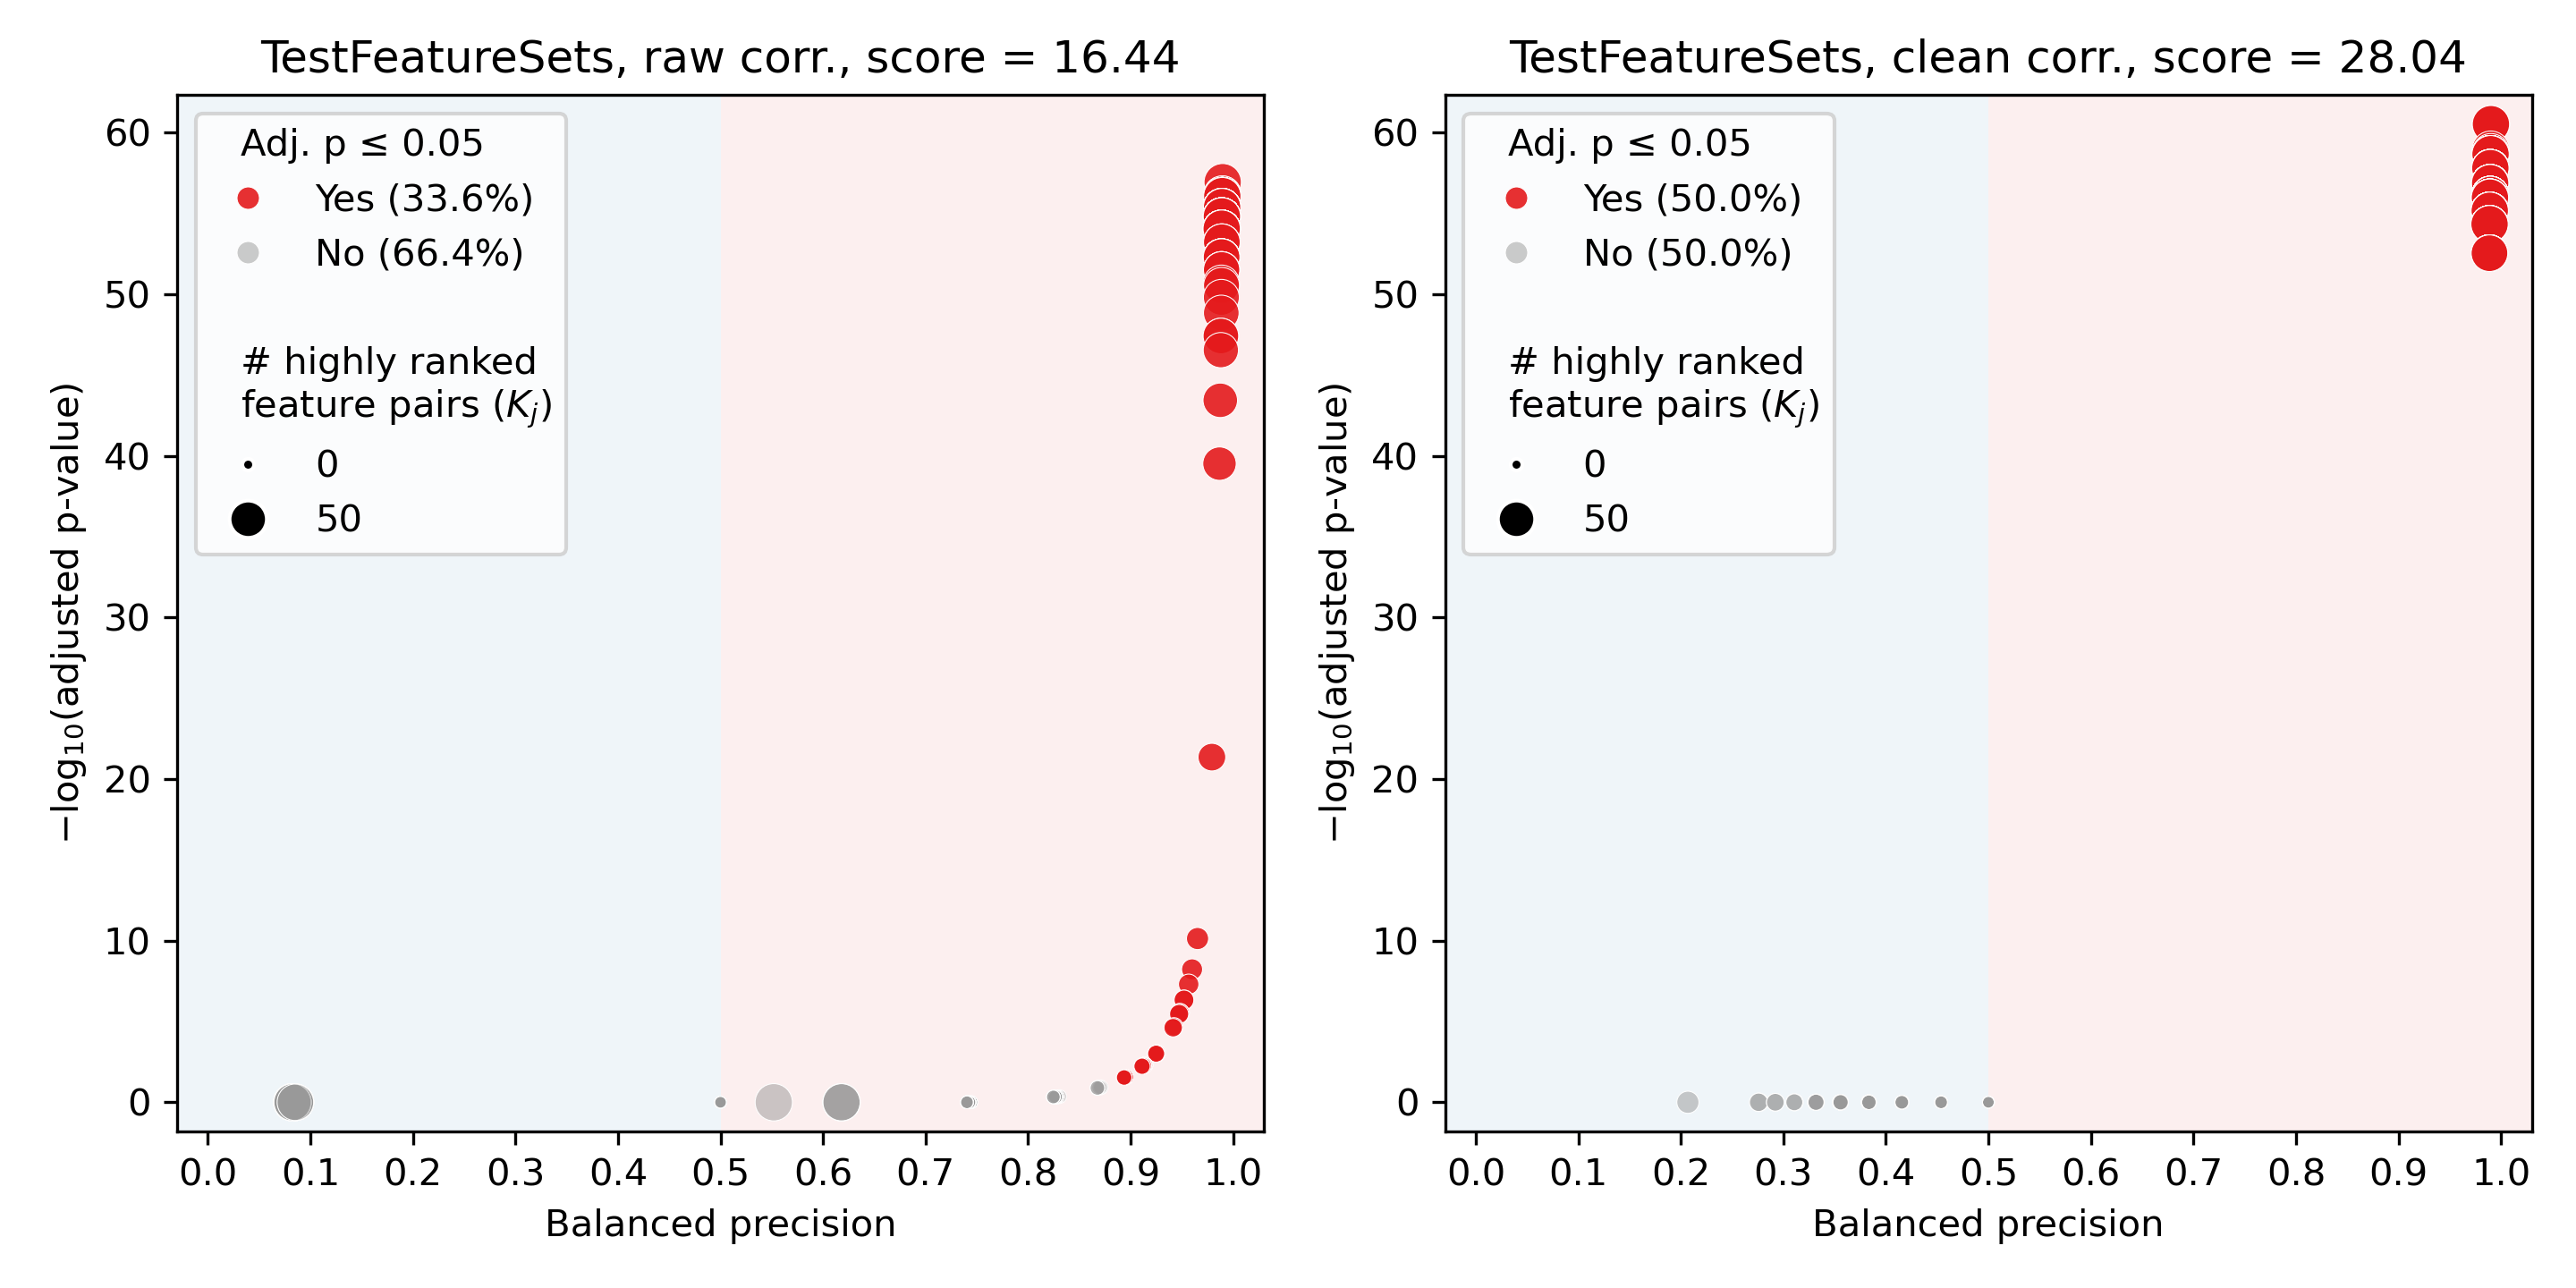 TestFeatureSets, raw corr., score = 16.44
Adj. p ≤ 0.05
Yes (33.6%)
No (66.4%)
# highly ranked
feature pairs (Kj)
0
50
60
50
40
30
20
10
0
−log10(adjusted p-value)
0.0 0.1 0.2 0.3 0.4 0.5 0.6 0.7 0.8 0.9 1.0
Balanced precision
TestFeatureSets, clean corr., score = 28.04
Adj. p ≤ 0.05
Yes (50.0%)
No (50.0%)
# highly ranked
feature pairs (Kj)
0
50
60
50
40
30
20
10
0
−log10(adjusted p-value)
0.0 0.1 0.2 0.3 0.4 0.5 0.6 0.7 0.8 0.9 1.0
Balanced precision